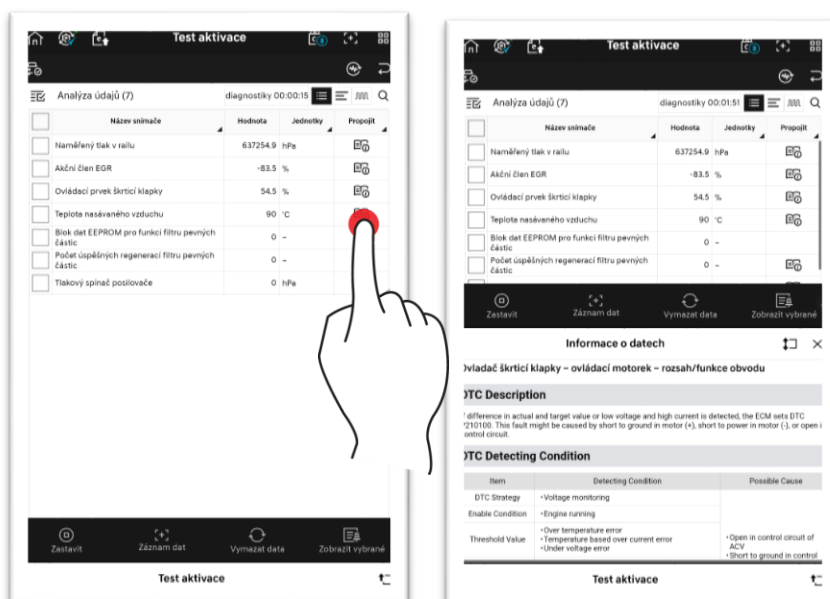 Test aktivace
Analýza údajů (7)
diagnostiky 00:00:15
Název snímače Hodnota Jednotky Propojit
Naměřený tlak v railu 637254.9 hPa
Akční člen EGR -83.5 %
Ovládací prvek škrticí klapky 54.5 %
Teplota nasávaného vzduchu 90 °C
Blok dat EEPROM pro funkci filtru pevných
částic 0 –
Počet úspěšných regenerací filtru pevných
částic 0 –
Tlakový spínač posilovače 0 hPa
Zastavit Záznam dat Vymazat data Zobrazit vybrané
Test aktivace
Test aktivace
Analýza údajů (7)
diagnostiky 00:01:51
Název snímače Hodnota Jednotky Propojit
Naměřený tlak v railu 637254.9 hPa
Akční člen EGR -83.5 %
Ovládací prvek škrticí klapky 54.5 %
Teplota nasávaného vzduchu 90 °C
Blok dat EEPROM pro funkci filtru pevných
částic 0 –
Počet úspěšných regenerací filtru pevných
částic 0 –
Zastavit Záznam dat Vymazat data Zobrazit vybrané
Informace o datech
Ovladač škrticí klapky – ovládací motorek – rozsah/funkce obvodu
DTC Description
difference in actual and target value or low voltage and high current is detected, the ECM sets DTC
210100. This fault might be caused by short to ground in motor (+), short to power in motor (-), or open i
ontrol circuit.
DTC Detecting Condition
Item Detecting Condition Possible Cause
DTC Strategy •Voltage monitoring
Enable Condition •Engine running
Threshold Value •Over temperature error
•Temperature based over current error
•Under voltage error
•Open in control circuit of
ACV
•Short to ground in control
Test aktivace